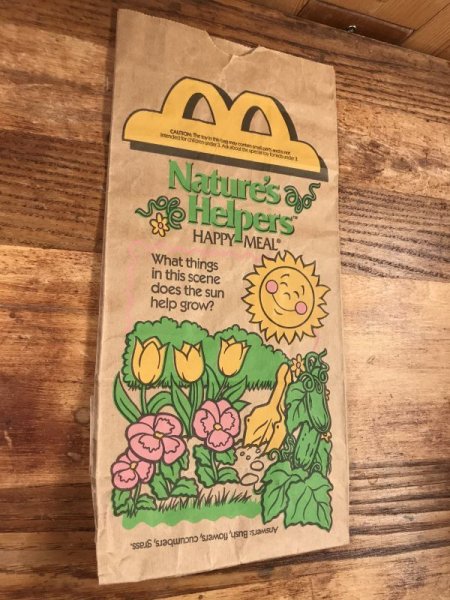 CAUTION: The toy in this bag may contain small parts and is not
intended for children under 3. Ask about the special toy for kids under 3
Nature's
Helpers™
HAPPY MEAL®
What things
in this scene
does the sun
help grow?
Answers: Bush, flowers, cucumbers, grass.